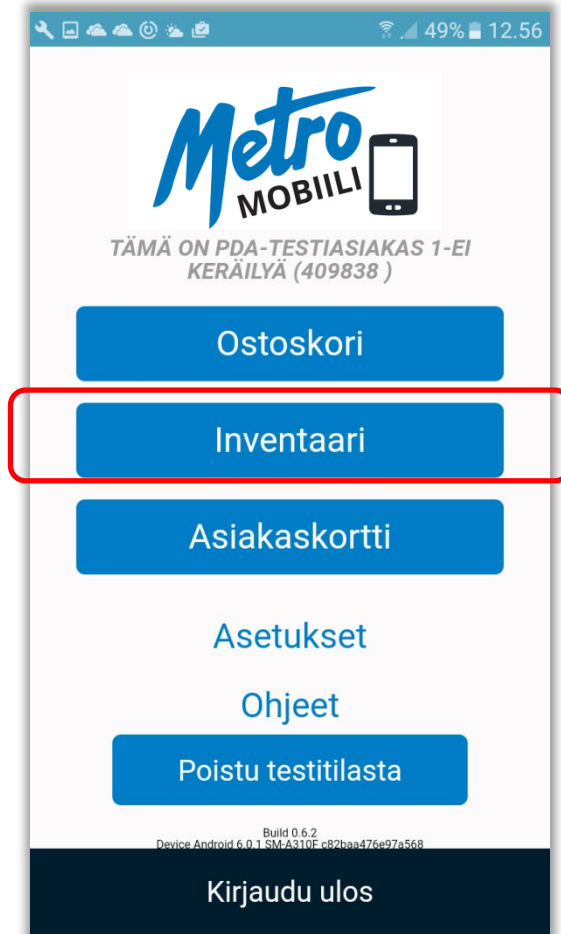 49% 12.56
Metro
MOBIILI
TÄMÄ ON PDA-TESTIASIAKAS 1-EI
KERÄILYÄ (409838 )
Ostoskori
Inventaari
Asiakaskortti
Asetukset
Ohjeet
Poistu testitilasta
Build 0.6.2
Device Android 6.0.1 SM-A310F c82baa476e97a568
Kirjaudu ulos